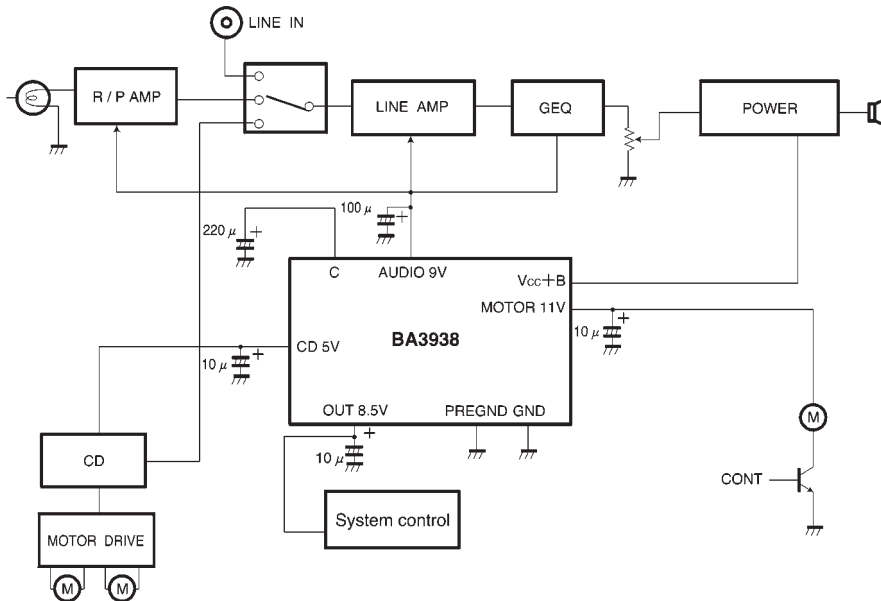 LINE IN
R / P AMP
LINE AMP
GEQ
POWER
100 μ
+
220 μ
+
C
AUDIO 9V
Vcc+B
MOTOR 11V
BA3938
+
10 μ
+
10 μ
CD 5V
OUT 8.5V
PREGND GND
+
10 μ
M
CD
CONT
System control
MOTOR DRIVE
M
M